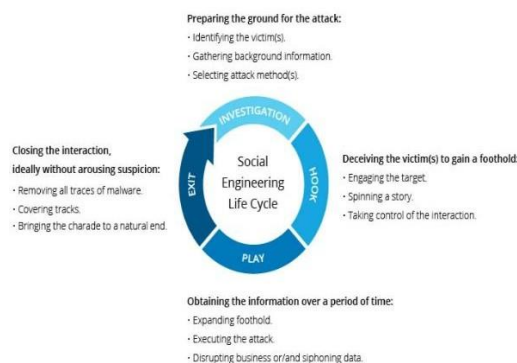 Preparing the ground for the attack:
· Identifying the victim(s).
· Gathering background information.
· Selecting attack method(s).
INVESTIGATION
Closing the interaction,
ideally without arousing suspicion:
· Removing all traces of malware.
· Covering tracks.
· Bringing the charade to a natural end.
EXIT
Social
Engineering
Life Cycle
HOOK
Deceiving the victim(s) to gain a foothold:
· Engaging the target.
· Spinning a story.
· Taking control of the interaction.
PLAY
Obtaining the information over a period of time:
· Expanding foothold.
· Executing the attack.
· Disrupting business or/and siphoning data.